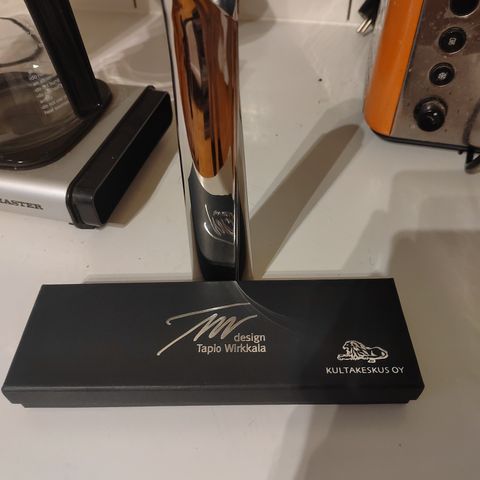 MASTER
TW
design
Tapio Wirkkala
KULTAKESKUS OY